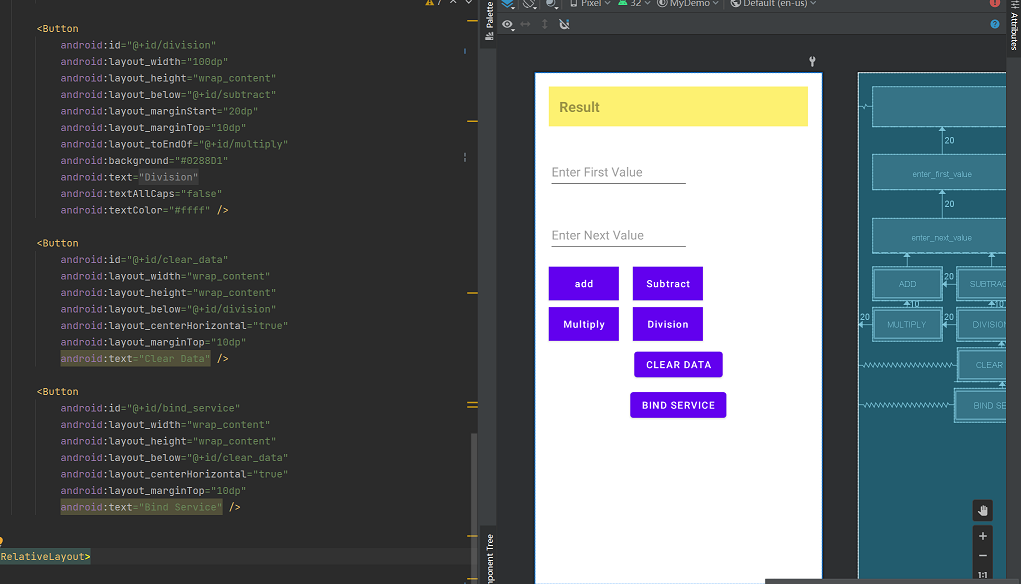 7
<Button
android:id="@+id/division"
android:layout_width="100dp"
android:layout_height="wrap_content"
android:layout_below="@+id/subtract"
android:layout_marginStart="20dp"
android:layout_marginTop="10dp"
android:layout_toEndOf="@+id/multiply"
android:background="#0288D1"
android:text="Division"
android:textAllCaps="false"
android:textColor="#ffff" />
<Button
android:id="@+id/clear_data"
android:layout_width="wrap_content"
android:layout_height="wrap_content"
android:layout_below="@+id/division"
android:layout_centerHorizontal="true"
android:layout_marginTop="10dp"
android:text="Clear Data" />
<Button
android:id="@+id/bind_service"
android:layout_width="wrap_content"
android:layout_height="wrap_content"
android:layout_below="@+id/clear_data"
android:layout_centerHorizontal="true"
android:layout_marginTop="10dp"
android:text="Bind Service" />
RelativeLayout>
Palette
Pixel 32 MyDemo Default (en-us)
Attributes
Result
Enter First Value
Enter Next Value
add Subtract
Multiply Division
CLEAR DATA
BIND SERVICE
20
enter_first_value
20
enter_next_value
ADD 20 SUBTRAC
10 10
20 MULTIPLY 20 DIVISION
CLEAR
BIND SE
ponent Tree
1:1